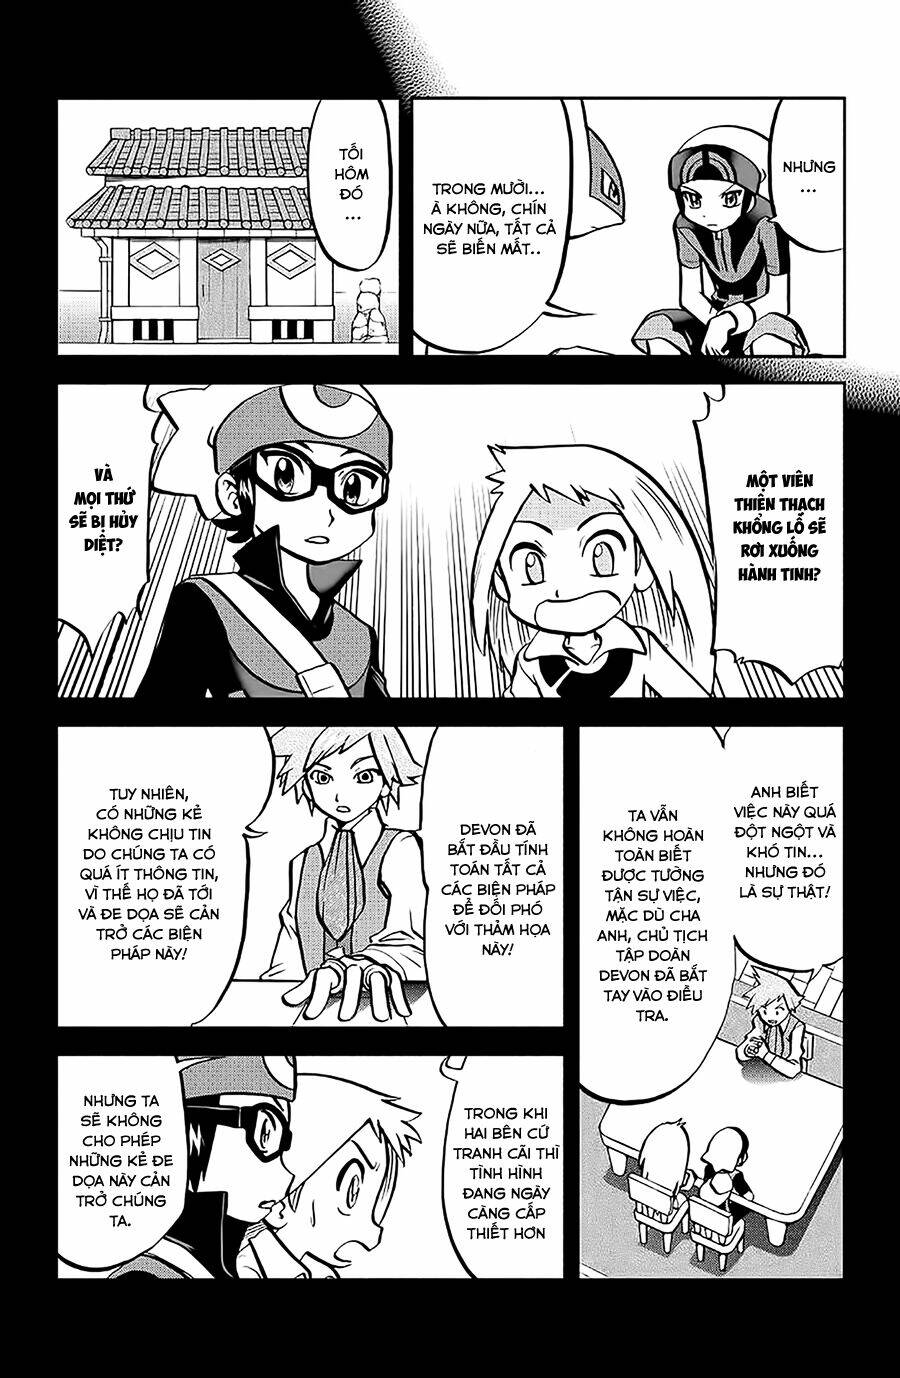 NHƯNG
...
TRONG MƯỜI...
À KHÔNG, CHÍN
NGÀY NỮA, TẤT CẢ
SẼ BIẾN MẤT..
TỐI
HÔM
ĐÓ
...
MỘT VIÊN
THIÊN THẠCH
KHỔNG LỒ SẼ
RƠI XUỐNG
HÀNH TINH?
VÀ
MỌI THỨ
SẼ BỊ HỦY
DIỆT?
ANH BIẾT
VIỆC NÀY QUÁ
ĐỘT NGỘT VÀ
KHÓ TIN...
NHƯNG ĐÓ
LÀ SỰ THẬT!
TA VẪN
KHÔNG HOÀN
TOÀN BIẾT
ĐƯỢC TƯỜNG
TẬN SỰ VIỆC,
MẶC DÙ CHA
ANH, CHỦ TỊCH
TẬP ĐOÀN
DEVON ĐÃ BẮT
TAY VÀO ĐIỀU
TRA.
DEVON ĐÃ
BẮT ĐẦU TÍNH
TOÁN TẤT CẢ
CÁC BIỆN PHÁP
ĐỂ ĐỐI PHÓ
VỚI THẢM HỌA
NÀY!
TUY NHIÊN,
CÓ NHỮNG KẺ
KHÔNG CHỊU TIN
DO CHÚNG TA CÓ
QUÁ ÍT THÔNG TIN,
VÌ THẾ HỌ ĐÃ TỚI
VÀ ĐE DỌA SẼ CẢN
TRỞ CÁC BIỆN
PHÁP NÀY!
TRONG KHI
HAI BÊN CỨ
TRANH CÃI THÌ
TÌNH HÌNH
ĐANG NGÀY
CÀNG CẤP
THIẾT HƠN
NHƯNG TA
SẼ KHÔNG
CHO PHÉP
NHỮNG KẺ ĐE
DỌA NÀY CẢN
TRỞ CHÚNG
TA.